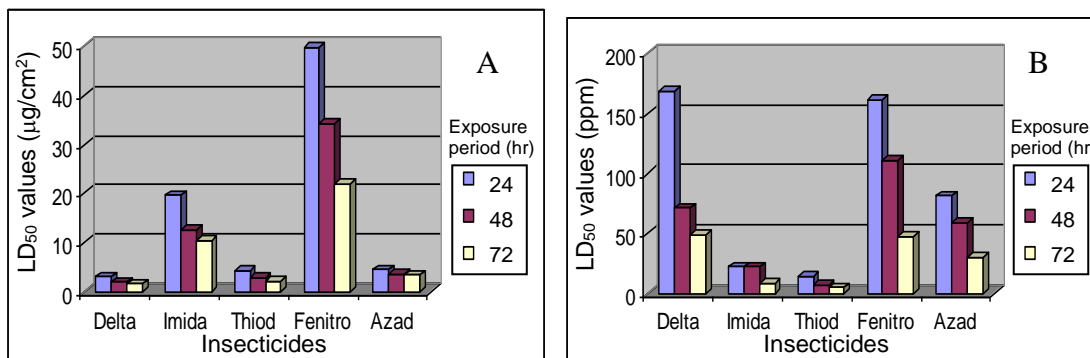 A
LD50 values (µg/cm2)
50
40
30
20
10
0
Delta Imida Thiod Fenitro Azad
Insecticides
Exposure
period (hr)
24
48
72
B
LD50 values (ppm)
200
150
100
50
0
Delta Imida Thiod Fenitro Azad
Insecticides
Exposure
period (hr)
24
48
72